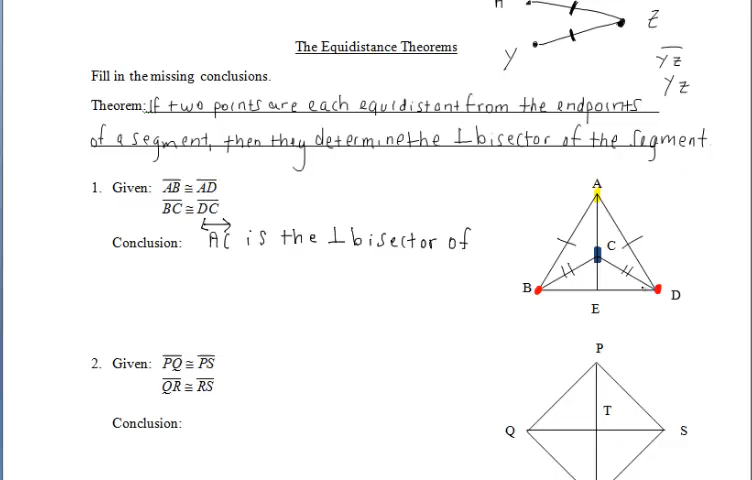 Z
The Equidistance Theorems
Y
YZ
Fill in the missing conclusions.
YZ
Theorem: If two points are each equidistant from the endpoints
of a segment, then they determine the ⊥ bisector of the segment.
A
1. Given: AB ≅ AD
BC ≅ DC
Conclusion: AC is the ⊥ bisector of
C
B
D
E
P
2. Given: PQ ≅ PS
QR ≅ RS
T
Conclusion:
Q
S